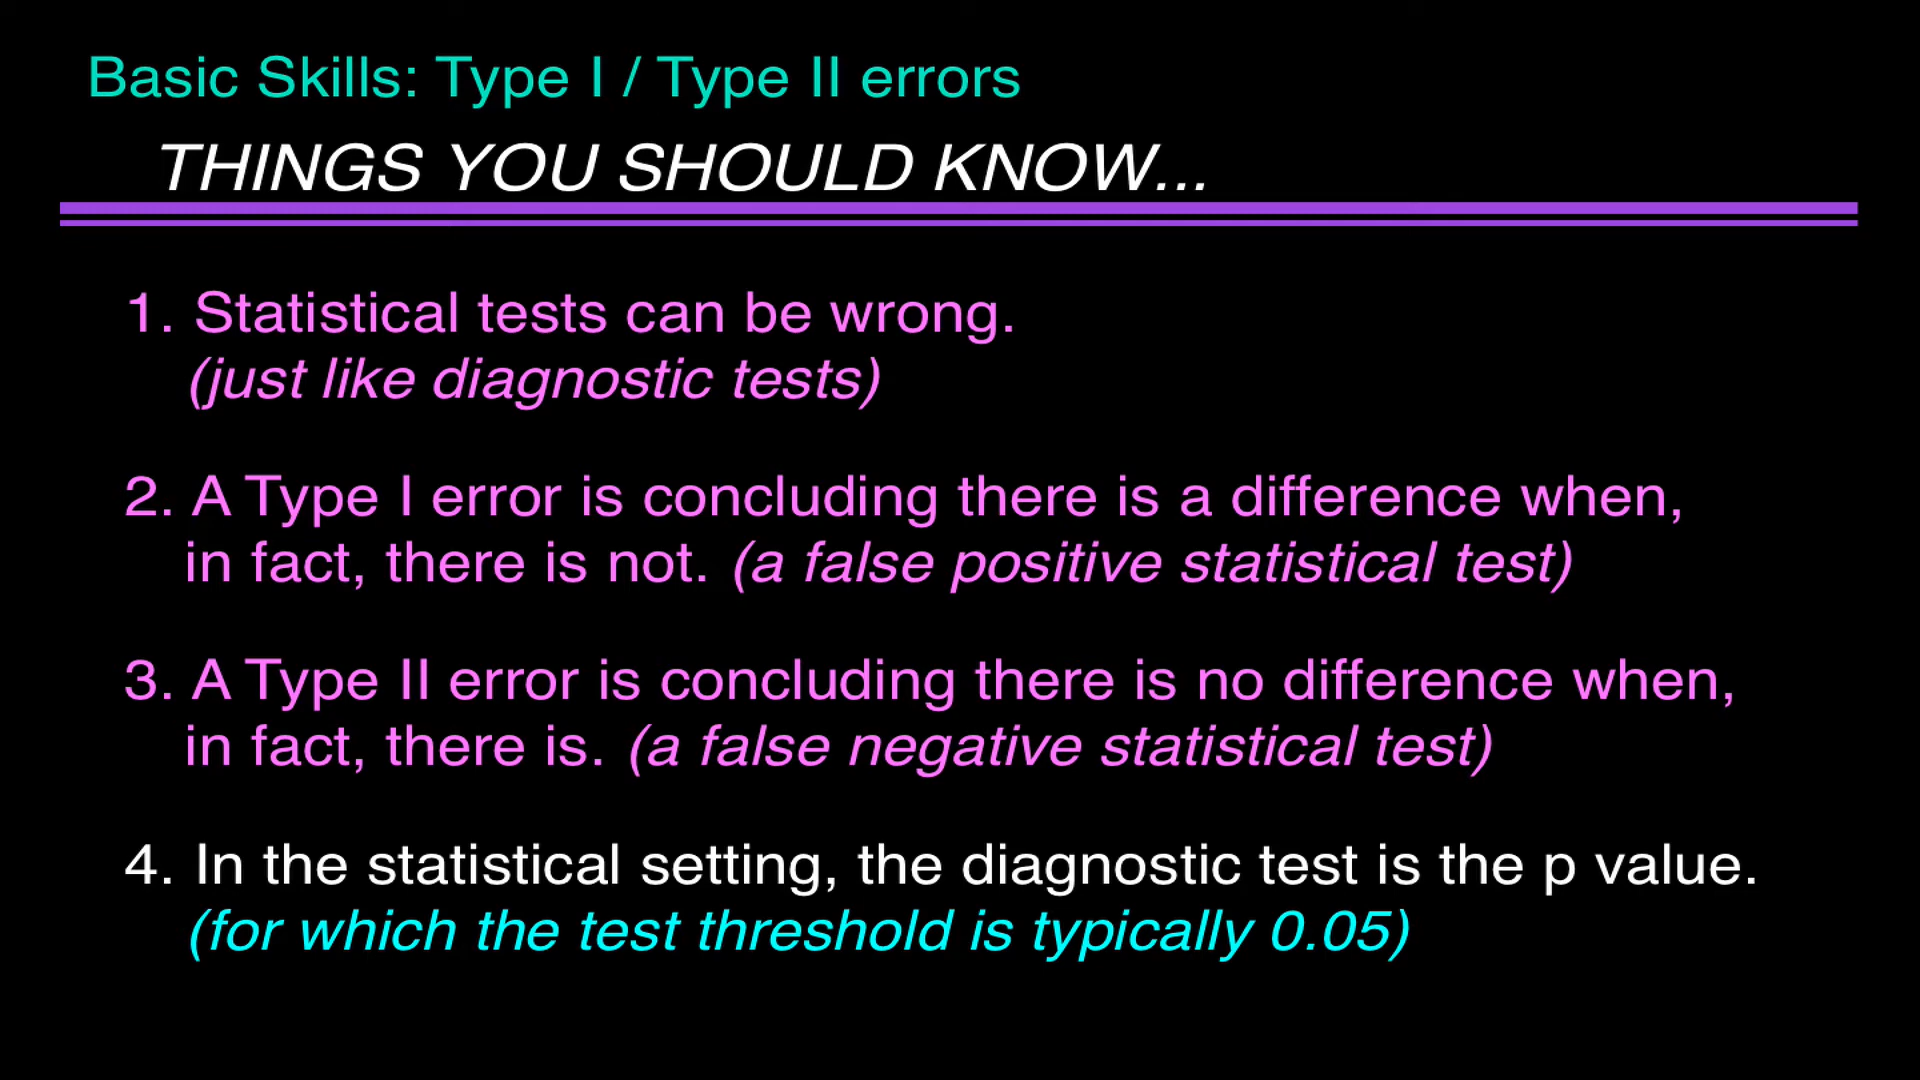 Basic Skills: Type I / Type II errors
THINGS YOU SHOULD KNOW...
1. Statistical tests can be wrong.
(just like diagnostic tests)
2. A Type I error is concluding there is a difference when,
in fact, there is not. (a false positive statistical test)
3. A Type II error is concluding there is no difference when,
in fact, there is. (a false negative statistical test)
4. In the statistical setting, the diagnostic test is the p value.
(for which the test threshold is typically 0.05)